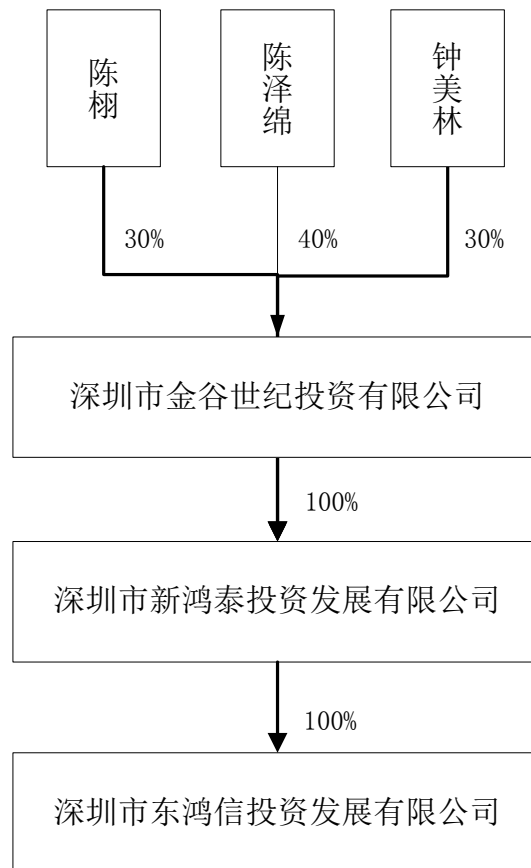 陈栩
陈泽绵
钟美林
30%
40%
30%
深圳市金谷世纪投资有限公司
100%
深圳市新鸿泰投资发展有限公司
100%
深圳市东鸿信投资发展有限公司